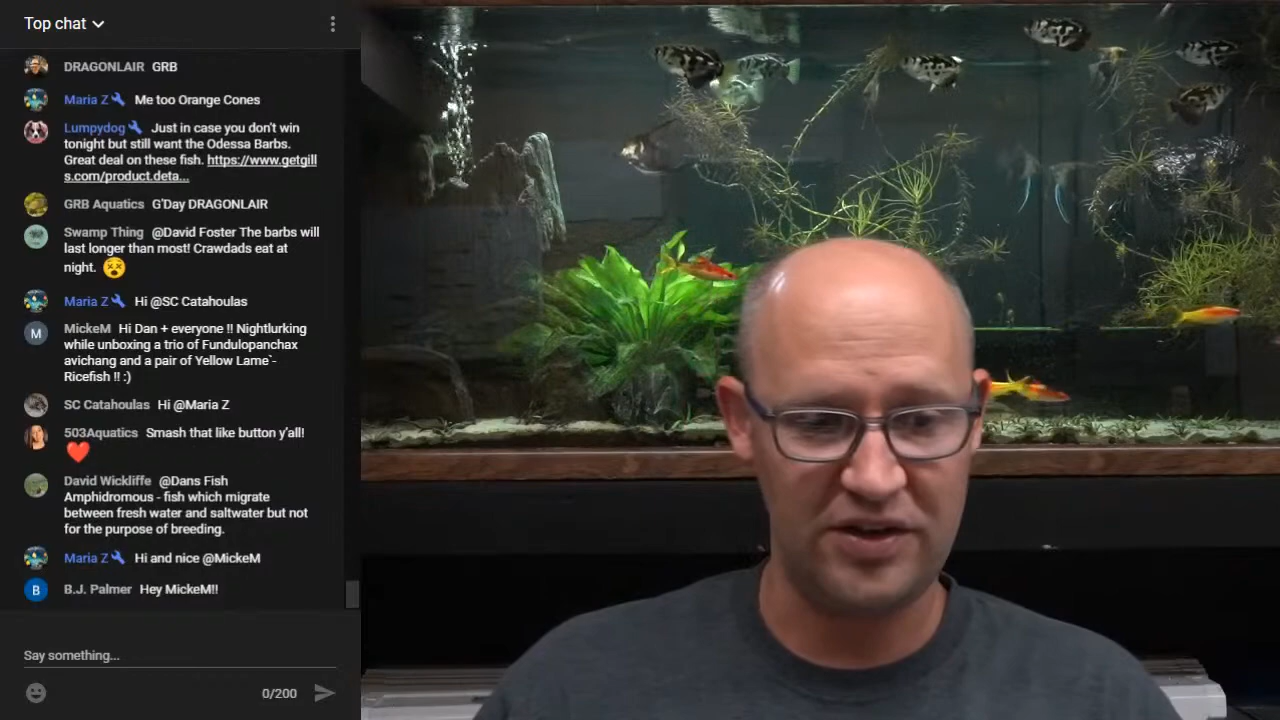 Top chat
DRAGONLAIR GRB
Maria Z Me too Orange Cones
Lumpydog Just in case you don't win
tonight but still want the Odessa Barbs.
Great deal on these fish. https://www.getgill
s.com/product.deta...
GRB Aquatics G'Day DRAGONLAIR
Swamp Thing @David Foster The barbs will
last longer than most! Crawdads eat at
night.
Maria Z Hi @SC Catahoulas
M
MickeM Hi Dan + everyone !! Nightlurking
while unboxing a trio of Fundulopanchax
avichang and a pair of Yellow Lame`-
Ricefish !! :)
SC Catahoulas Hi @Maria Z
503Aquatics Smash that like button y'all!
David Wickliffe @Dans Fish
Amphidromous - fish which migrate
between fresh water and saltwater but not
for the purpose of breeding.
Maria Z Hi and nice @MickeM
B
B.J. Palmer Hey MickeM!!
Say something...
0/200